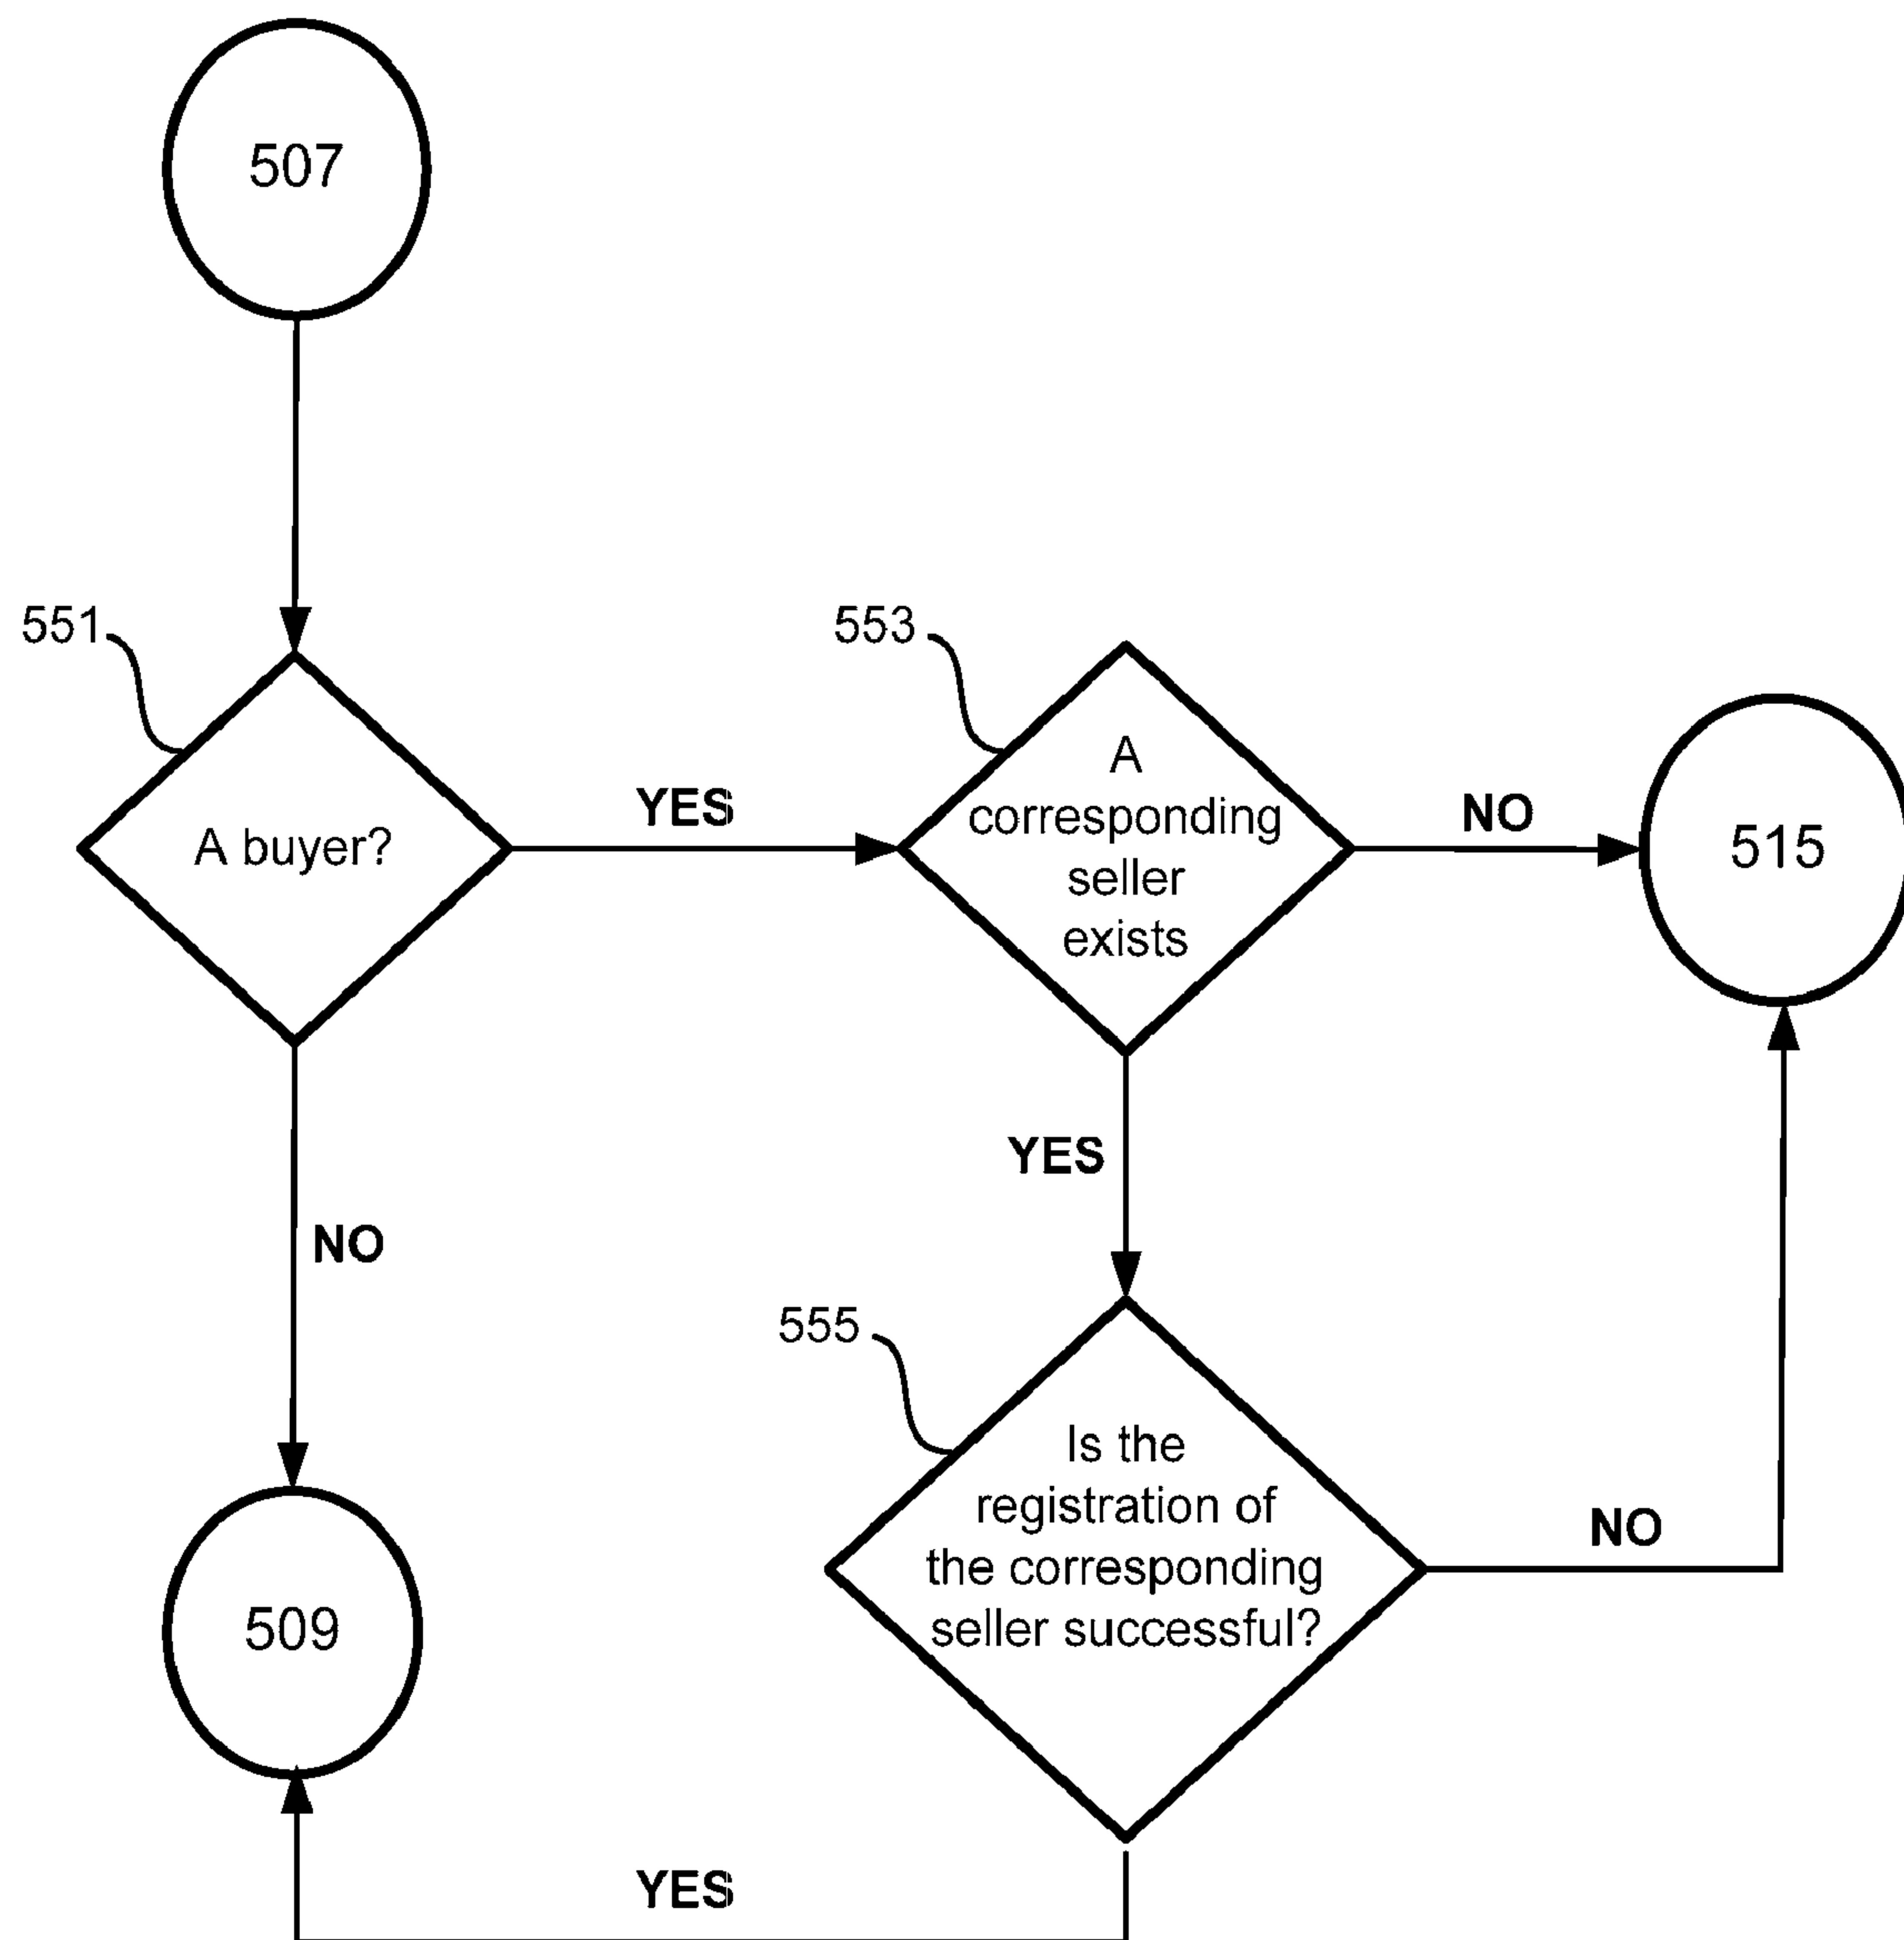 507
551
A buyer?
YES
553
A
corresponding
seller
exists
NO
515
YES
NO
555
Is the
registration of
the corresponding
seller successful?
NO
509
YES